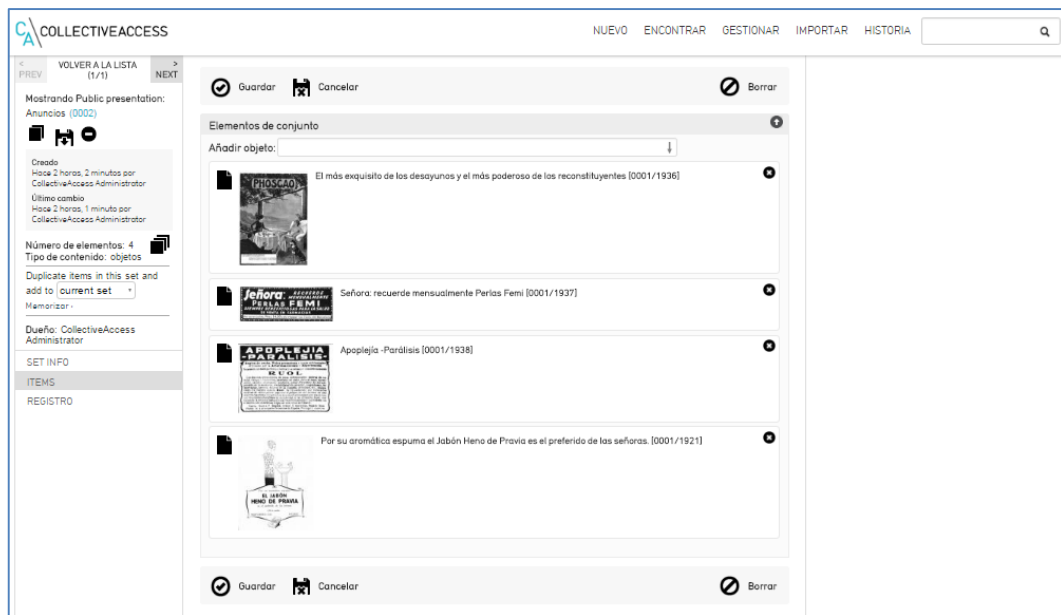 CA COLLECTIVEACCESS
NUEVO ENCONTRAR GESTIONAR IMPORTAR HISTORIA
< PREV
VOLVER A LA LISTA
(1/1)
> NEXT
Mostrando Public presentation:
Anuncios (0002)
Creado
Hace 2 horas, 2 minutos por
CollectiveAccess Administrator
Último cambio
Hace 2 horas, 1 minuto por
CollectiveAccess Administrator
Número de elementos: 4
Tipo de contenido: objetos
Duplicate items in this set and
add to current set
Memorizar ›
Dueño: CollectiveAccess
Administrator
SET INFO
ITEMS
REGISTRO
Guardar Cancelar Borrar
Elementos de conjunto
Añadir objeto:
PHOSCAO
El más exquisito de los desayunos y el más poderoso de los reconstituyentes [0001/1936]
Señora: RECUERDE
MENSUALMENTE
PERLAS FEMI
Señora: recuerde mensualmente Perlas Femi [0001/1937]
APOPLEJIA
-PARALISIS-
RUOL
Apoplejía -Parálisis [0001/1938]
EL JABÓN
HENO DE PRAVIA
Por su aromática espuma el Jabón Heno de Pravia es el preferido de las señoras. [0001/1921]
Guardar Cancelar Borrar